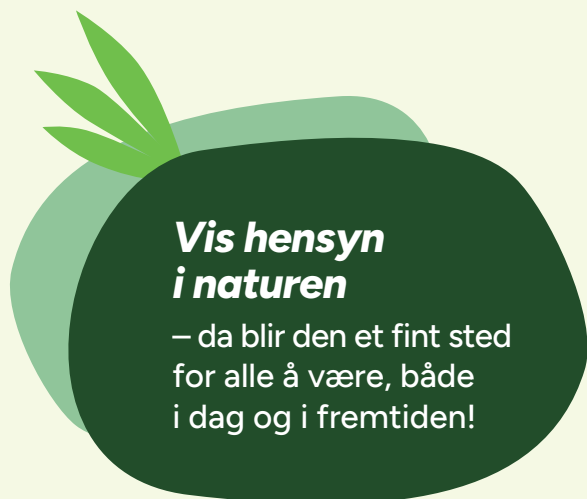 Vis hensyn
i naturen
– da blir den et fint sted
for alle å være, både
i dag og i fremtiden!